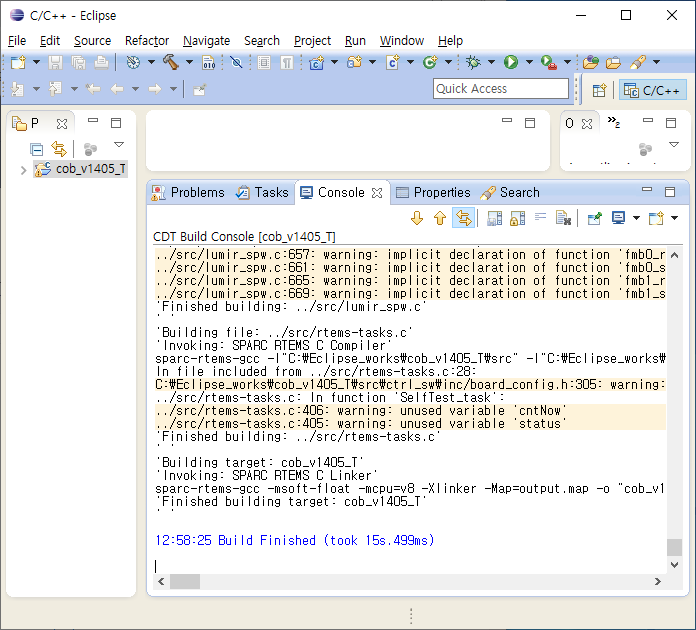 C/C++ - Eclipse
File Edit Source Refactor Navigate Search Project Run Window Help
010
Quick Access
C/C++
P
O
»2
cob_v1405_T
Problems Tasks Console Properties Search
CDT Build Console [cob_v1405_T]
../src/lumir_spw.c:657: warning: implicit declaration of function 'fmb0_r
../src/lumir_spw.c:661: warning: implicit declaration of function 'fmb0_s
../src/lumir_spw.c:665: warning: implicit declaration of function 'fmb1_r
../src/lumir_spw.c:669: warning: implicit declaration of function 'fmb1_s
'Finished building: ../src/lumir_spw.c'
' '
'Building file: ../src/rtems-tasks.c'
'Invoking: SPARC RTEMS C Compiler'
sparc-rtems-gcc -I"C:₩Eclipse_works₩cob_v1405_T₩src" -I"C:₩Eclipse_works₩
In file included from ../src/rtems-tasks.c:28:
C:₩Eclipse_works₩cob_v1405_T₩src₩ctrl_sw₩inc/board_config.h:305: warning:
../src/rtems-tasks.c: In function 'SelfTest_task':
../src/rtems-tasks.c:406: warning: unused variable 'cntNow'
../src/rtems-tasks.c:405: warning: unused variable 'status'
'Finished building: ../src/rtems-tasks.c'
' '
'Building target: cob_v1405_T'
'Invoking: SPARC RTEMS C Linker'
sparc-rtems-gcc -msoft-float -mcpu=v8 -Xlinker -Map=output.map -o "cob_v1
'Finished building target: cob_v1405_T'
' '
12:58:25 Build Finished (took 15s.499ms)